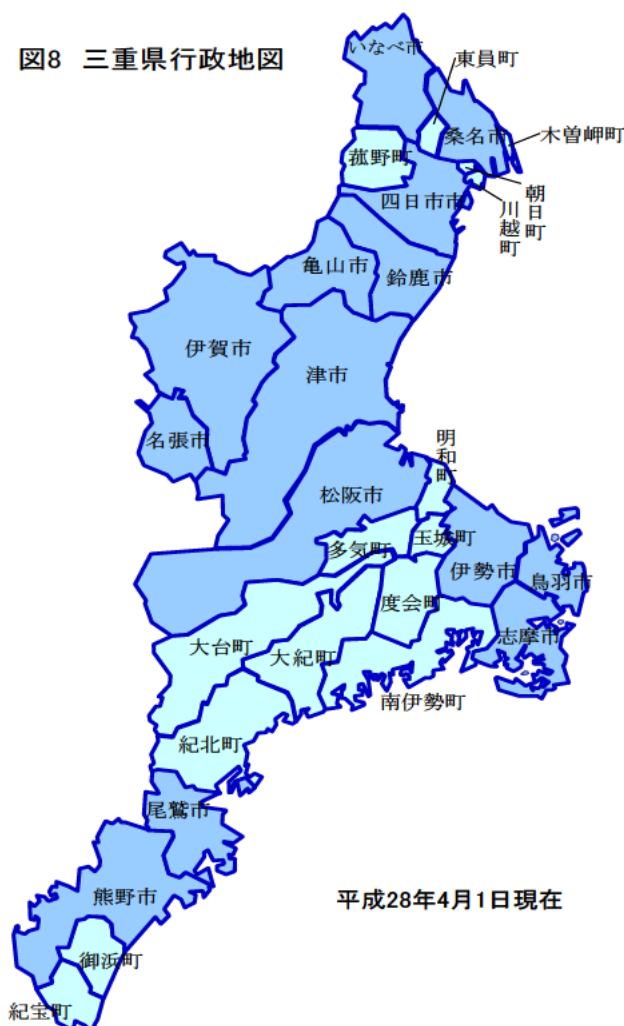 図8 三重県行政地図
いなべ市
東員町
桑名市
木曽岬町
菰野町
朝日町
川越町
四日市市
亀山市
鈴鹿市
伊賀市
津市
名張市
明和町
松阪市
多気町
玉城町
伊勢市
鳥羽市
度会町
志摩市
大台町
大紀町
南伊勢町
紀北町
尾鷲市
熊野市
平成28年4月1日現在
御浜町
紀宝町